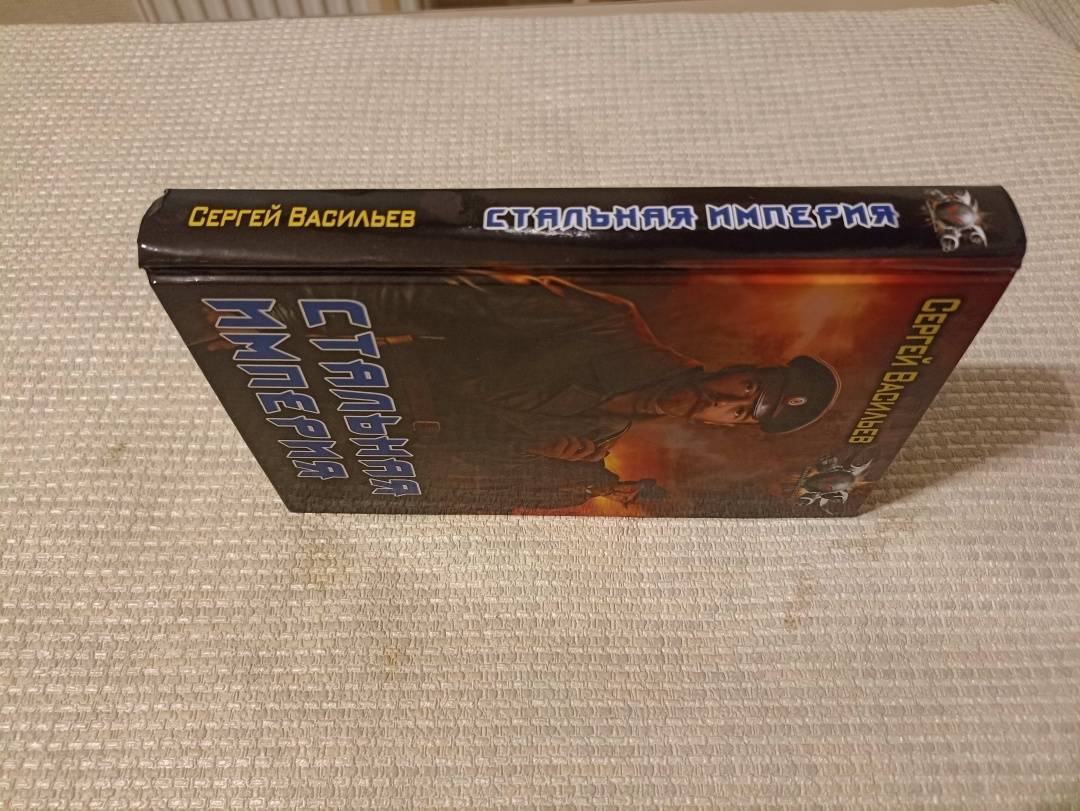 Сергей Васильев
СТАЛЬНАЯ ИМПЕРИЯ
Сергей Васильев
СТАЛЬНАЯ
ИМПЕРИЯ